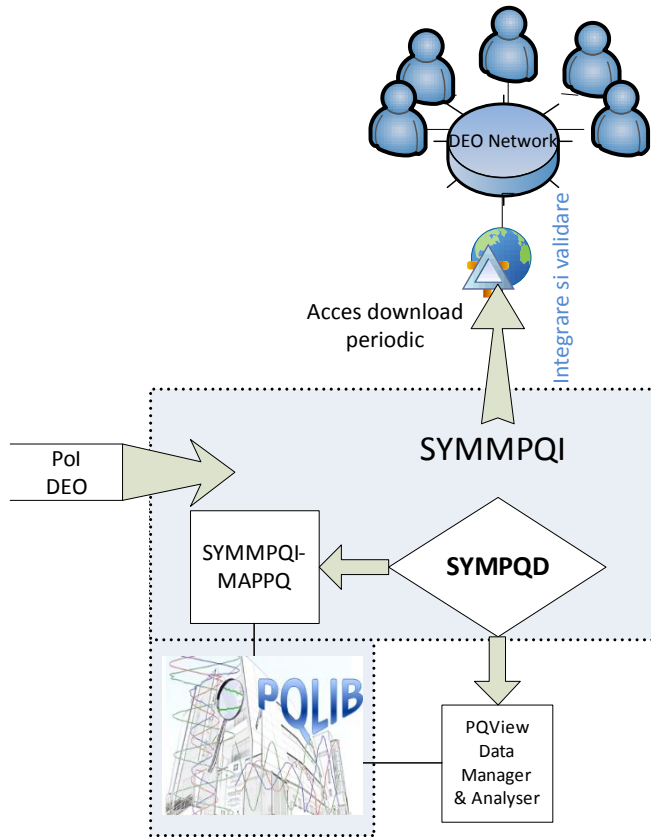 DEO Network
Integrare si validare
Acces download
periodic
SYMMPQI
PoI
DEO
SYMMPQI-
MAPPQ
SYMPQD
PQLIB
PQView
Data
Manager
& Analyser